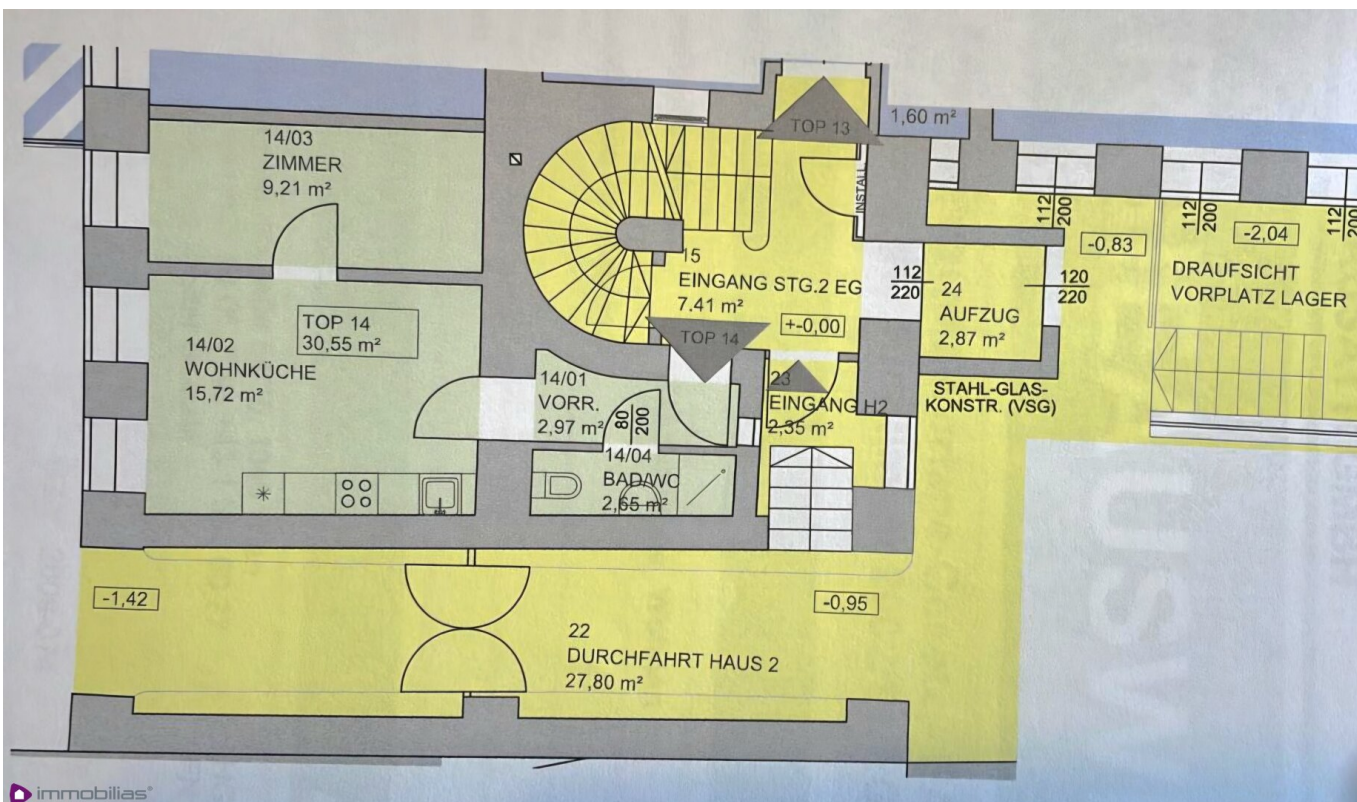 14/03
ZIMMER
9,21 m²
TOP 13
1,60 m²
INSTALL.
15
EINGANG STG.2 EG
7.41 m²
+-0,00
112
220
24
AUFZUG
2,87 m²
120
220
112
200
-0,83
112
200
-2,04
112
200
DRAUFSICHT
VORPLATZ LAGER
TOP 14
30,55 m²
14/02
WOHNKÜCHE
15,72 m²
TOP 14
14/01
VORR.
2,97 m²
80
200
23
EINGANG H2
2,35 m²
STAHL-GLAS-
KONSTR. (VSG)
14/04
BAD/WC
2,65 m²
-1,42
-0,95
22
DURCHFAHRT HAUS 2
27,80 m²
immobilias°